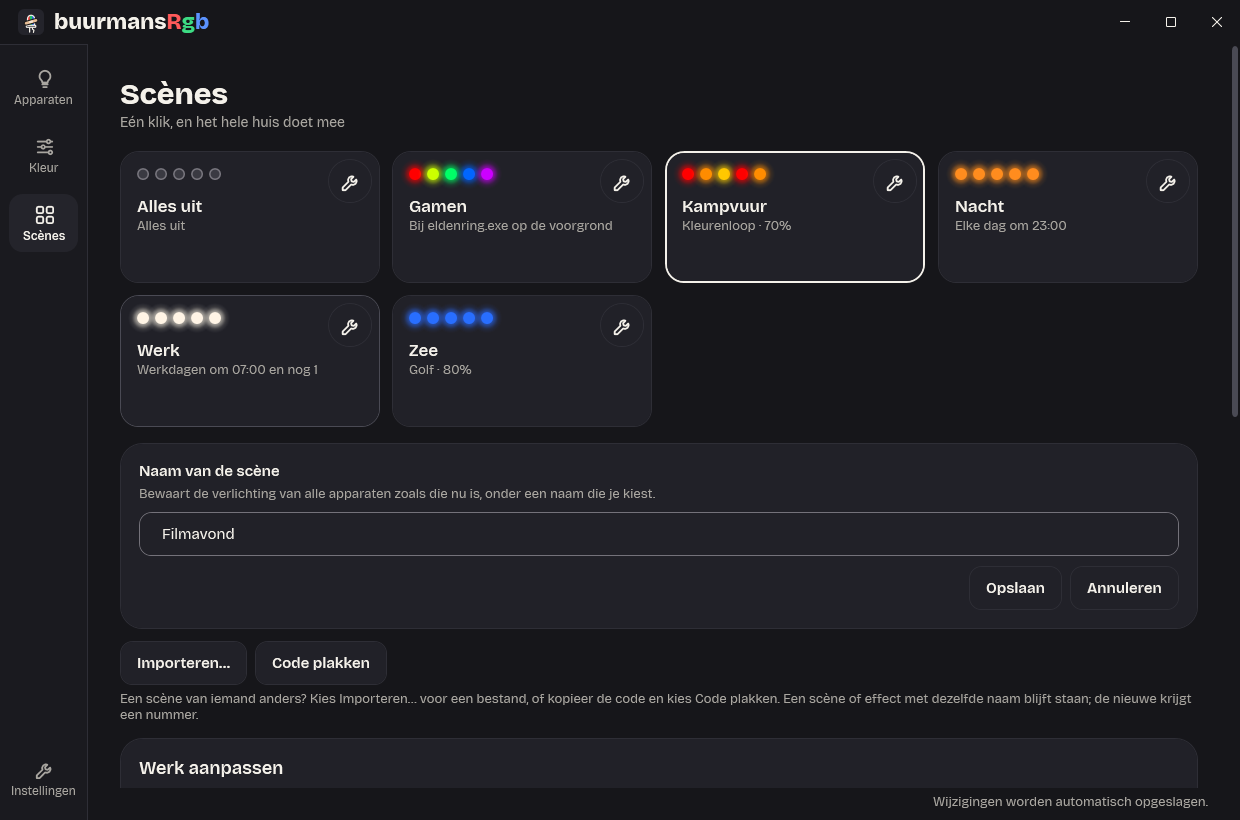 buurmansRgb
Apparaten
Kleur
Scènes
Instellingen
Scènes
Eén klik, en het hele huis doet mee
Alles uit
Alles uit
Gamen
Bij eldenring.exe op de voorgrond
Kampvuur
Kleurenloop · 70%
Nacht
Elke dag om 23:00
Werk
Werkdagen om 07:00 en nog 1
Zee
Golf · 80%
Naam van de scène
Bewaart de verlichting van alle apparaten zoals die nu is, onder een naam die je kiest.
Filmavond
Opslaan
Annuleren
Importeren...
Code plakken
Een scène van iemand anders? Kies Importeren... voor een bestand, of kopieer de code en kies Code plakken. Een scène of effect met dezelfde naam blijft staan; de nieuwe krijgt
een nummer.
Werk aanpassen
Wijzigingen worden automatisch opgeslagen.